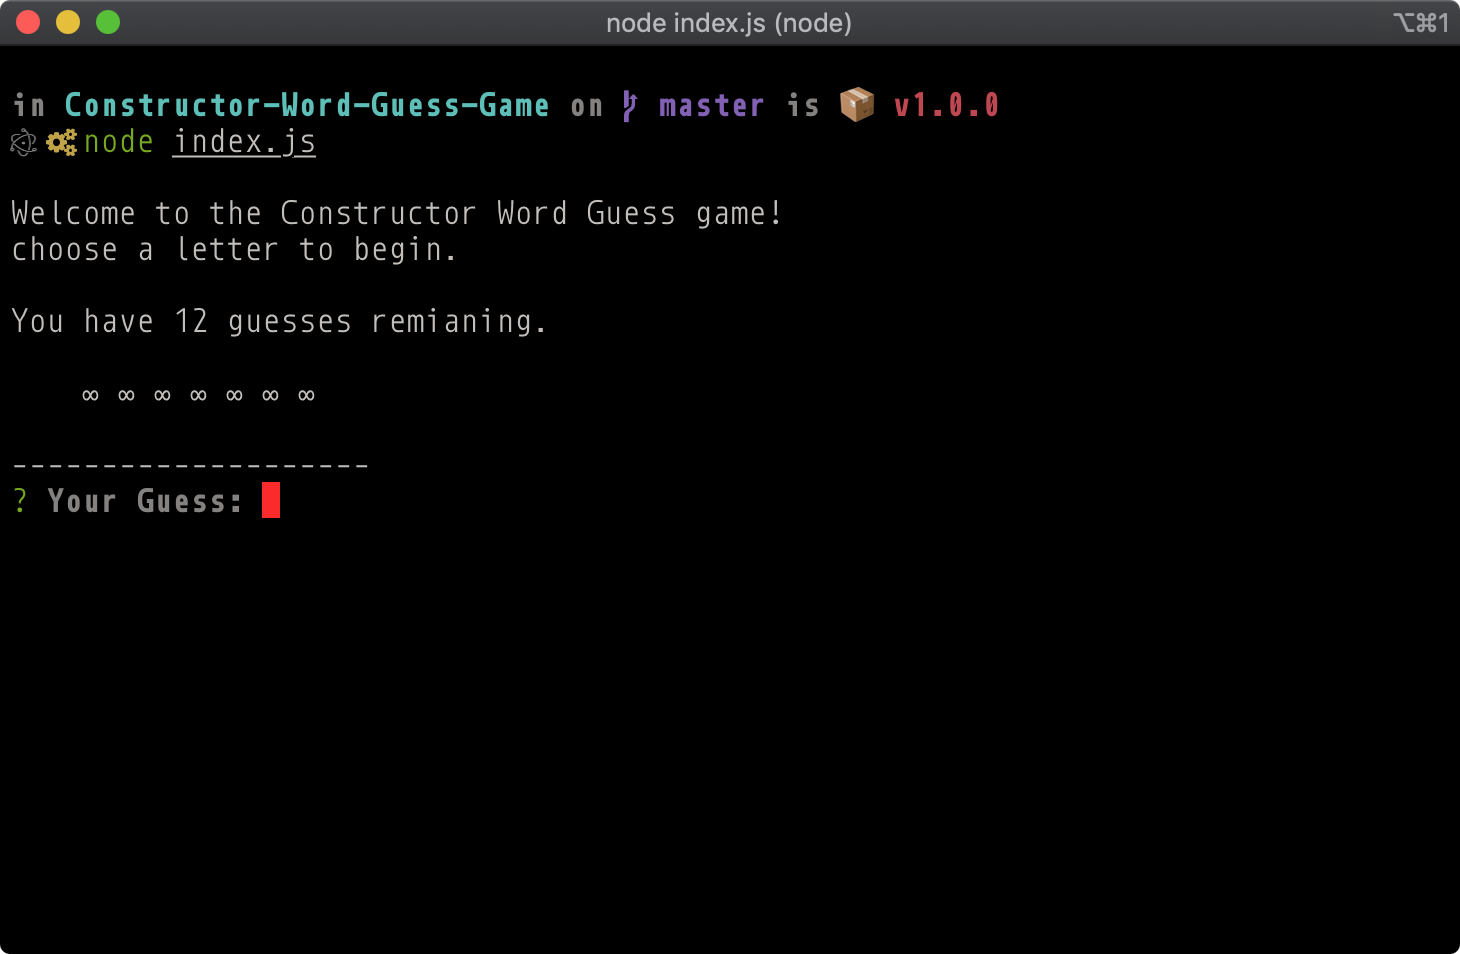 node index.js (node) ⌥⌘1
in Constructor-Word-Guess-Game on master is 📦 v1.0.0
node index.js
Welcome to the Constructor Word Guess game!
choose a letter to begin.
You have 12 guesses remianing.
∞ ∞ ∞ ∞ ∞ ∞ ∞
--------------------
? Your Guess: